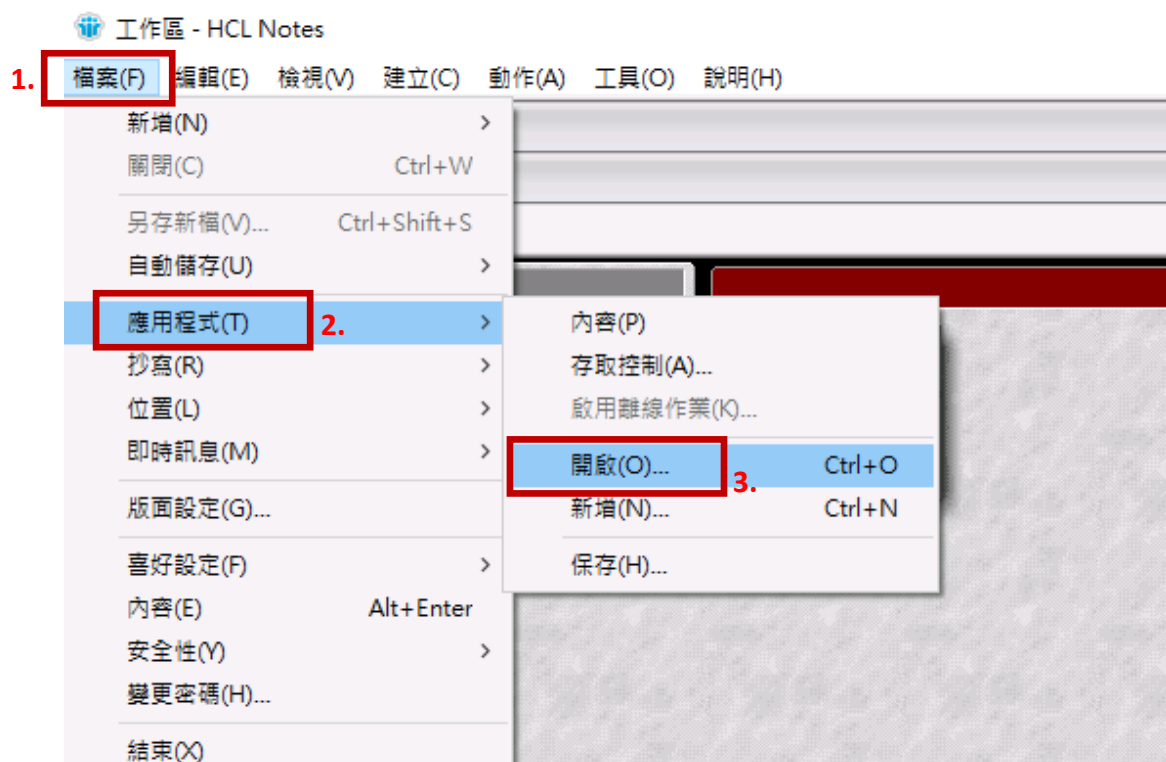 工作區 - HCL Notes
1. 檔案(F) 編輯(E) 檢視(V) 建立(C) 動作(A) 工具(O) 說明(H)
新增(N)
關閉(C) Ctrl+W
另存新檔(V)... Ctrl+Shift+S
自動儲存(U)
應用程式(T) 2.
抄寫(R)
位置(L)
即時訊息(M)
版面設定(G)...
喜好設定(F)
內容(E) Alt+Enter
安全性(Y)
變更密碼(H)...
結束(X)
內容(P)
存取控制(A)...
啟用離線作業(K)...
開啟(O)... 3. Ctrl+O
新增(N)... Ctrl+N
保存(H)...